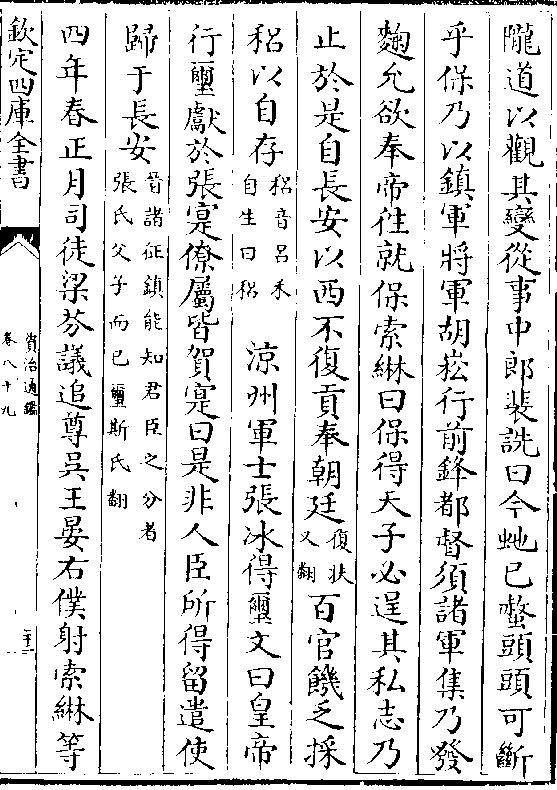 隴道以觀其變從事中郎裴詵曰今虵已螫頭頭可斷
乎保乃以鎮軍將軍胡崧行前鋒都督須諸軍集乃發
麴允欲奉帝往就保索綝曰保得天子必逞其私志乃
止於是自長安以西不復貢奉朝廷復扶又翻百官饑乏採
稆以自存稆音吕禾自生曰稆 涼州軍士張冰得璽文曰皇帝
行璽獻於張寔僚屬皆賀寔曰是非人臣所得留遣使
歸于長安昔諸征鎮能知君臣之分者張氏父子而已璽斯氏翻
四年春正月司徒梁芬議追尊吳王晏右僕射索綝等
欽定四庫全書
資治通鑑
卷八十九